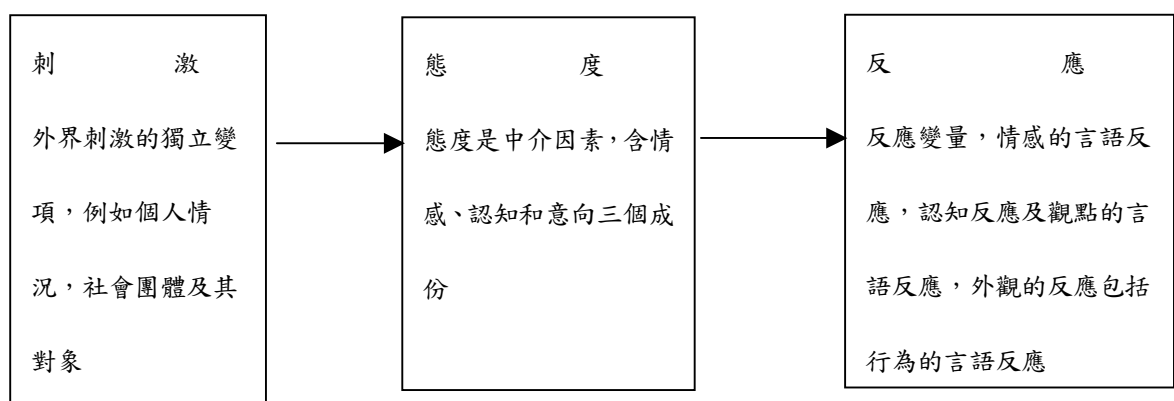 刺 激
外界刺激的獨立變
項，例如個人情
況，社會團體及其
對象
態 度
態度是中介因素，含情
感、認知和意向三個成
份
反 應
反應變量，情感的言語反
應，認知反應及觀點的言
語反應，外觀的反應包括
行為的言語反應